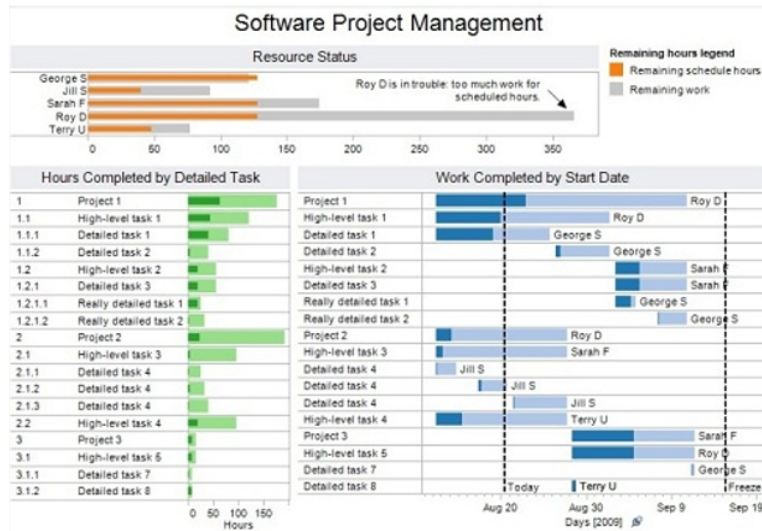 Software Project Management
Resource Status
Remaining hours legend
Remaining schedule hours
Remaining work
George S
Jill S
Sarah F
Roy D
Terry U
Roy D is in trouble: too much work for
scheduled hours.
0 50 100 150 200 250 300 350
Hours Completed by Detailed Task
1 Project 1
1.1 High-level task 1
1.1.1 Detailed task 1
1.1.2 Detailed task 2
1.2 High-level task 2
1.2.1 Detailed task 3
1.2.1.1 Really detailed task 1
1.2.1.2 Really detailed task 2
2 Project 2
2.1 High-level task 3
2.1.1 Detailed task 4
2.1.2 Detailed task 4
2.1.3 Detailed task 4
2.2 High-level task 4
3 Project 3
3.1 High-level task 5
3.1.1 Detailed task 7
3.1.2 Detailed task 8
0 50 100 150
Hours
Work Completed by Start Date
Project 1 Roy D
High-level task 1 Roy D
Detailed task 1 George S
Detailed task 2 George S
High-level task 2 Sarah F
Detailed task 3 Sarah F
Really detailed task 1 George S
Really detailed task 2 George S
Project 2 Roy D
High-level task 3 Sarah F
Detailed task 4 Jill S
Detailed task 4 Jill S
Detailed task 4 Jill S
High-level task 4 Terry U
Project 3 Sarah F
High-level task 5 Roy D
Detailed task 7 George S
Detailed task 8 Today Terry U Freeze
Aug 20 Aug 30 Sep 9 Sep 19
Days [2009]